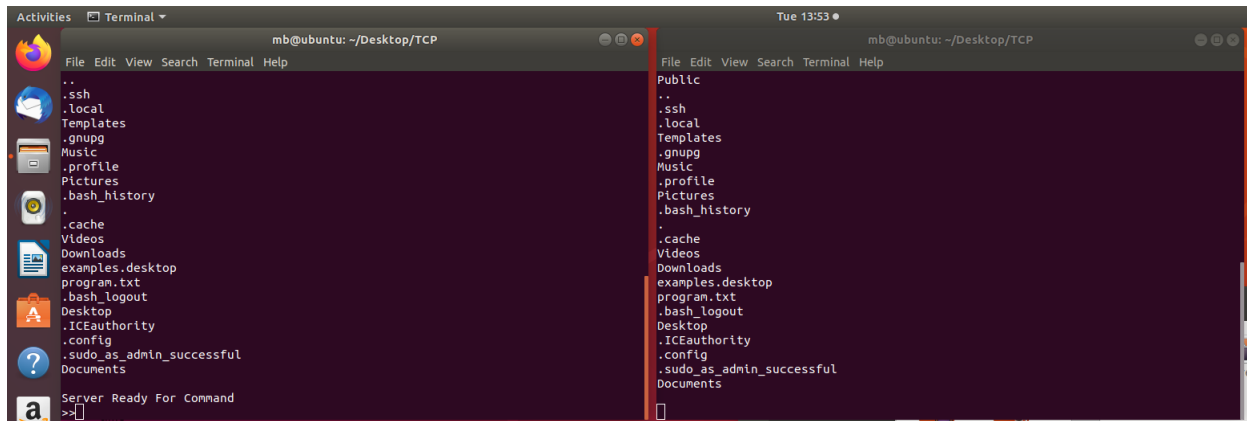 Activities Terminal Tue 13:53
mb@ubuntu: ~/Desktop/TCP
File Edit View Search Terminal Help
..
.ssh
.local
Templates
.gnupg
Music
.profile
Pictures
.bash_history
.
.cache
Videos
Downloads
examples.desktop
program.txt
.bash_logout
Desktop
.ICEauthority
.config
.sudo_as_admin_successful
Documents
Server Ready For Command
>>
mb@ubuntu: ~/Desktop/TCP
File Edit View Search Terminal Help
Public
..
.ssh
.local
Templates
.gnupg
Music
.profile
Pictures
.bash_history
.
.cache
Videos
Downloads
examples.desktop
program.txt
.bash_logout
Desktop
.ICEauthority
.config
.sudo_as_admin_successful
Documents